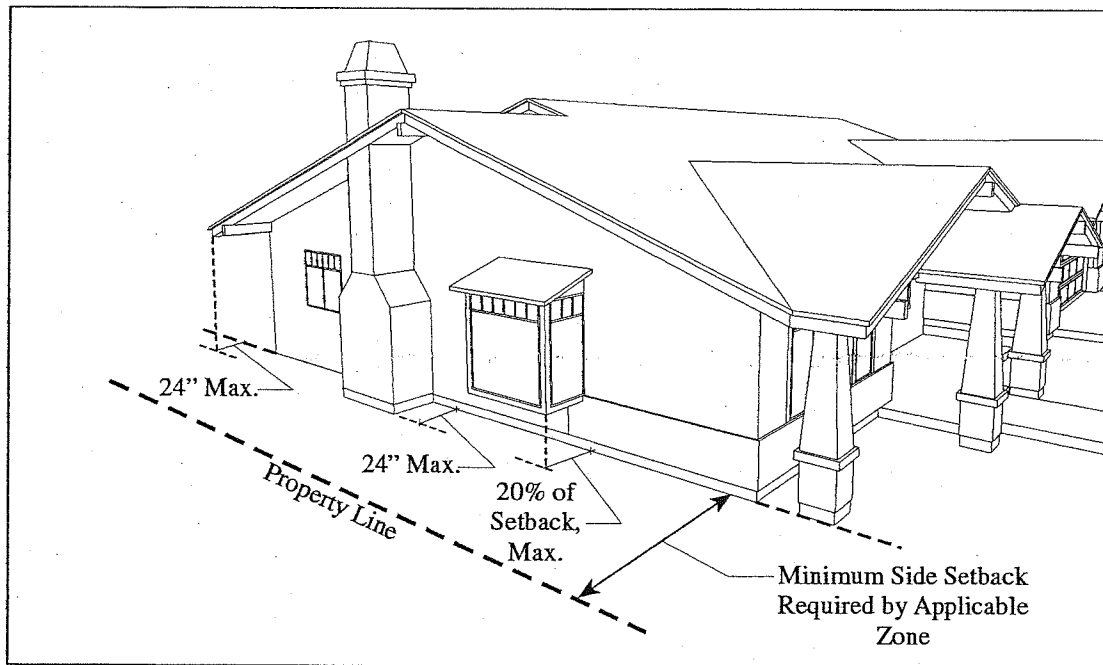 24” Max.
24” Max.
Property Line
20% of
Setback,
Max.
Minimum Side Setback
Required by Applicable
Zone